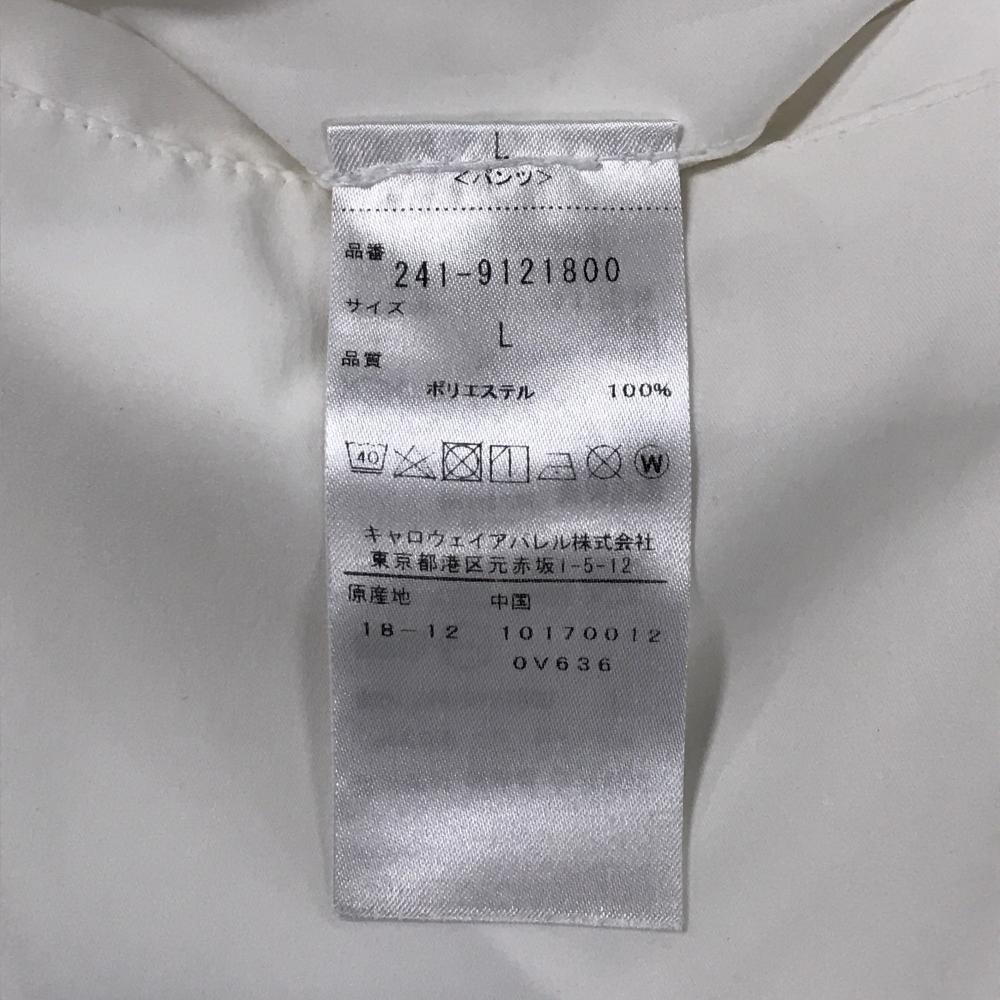 L
<パンツ>
品番
241-9121800
サイズ
L
品質
ポリエステル 100%
40 W
キャロウェイアパレル株式会社
東京都港区元赤坂1-5-12
原産地 中国
18-12 10170012
0V636